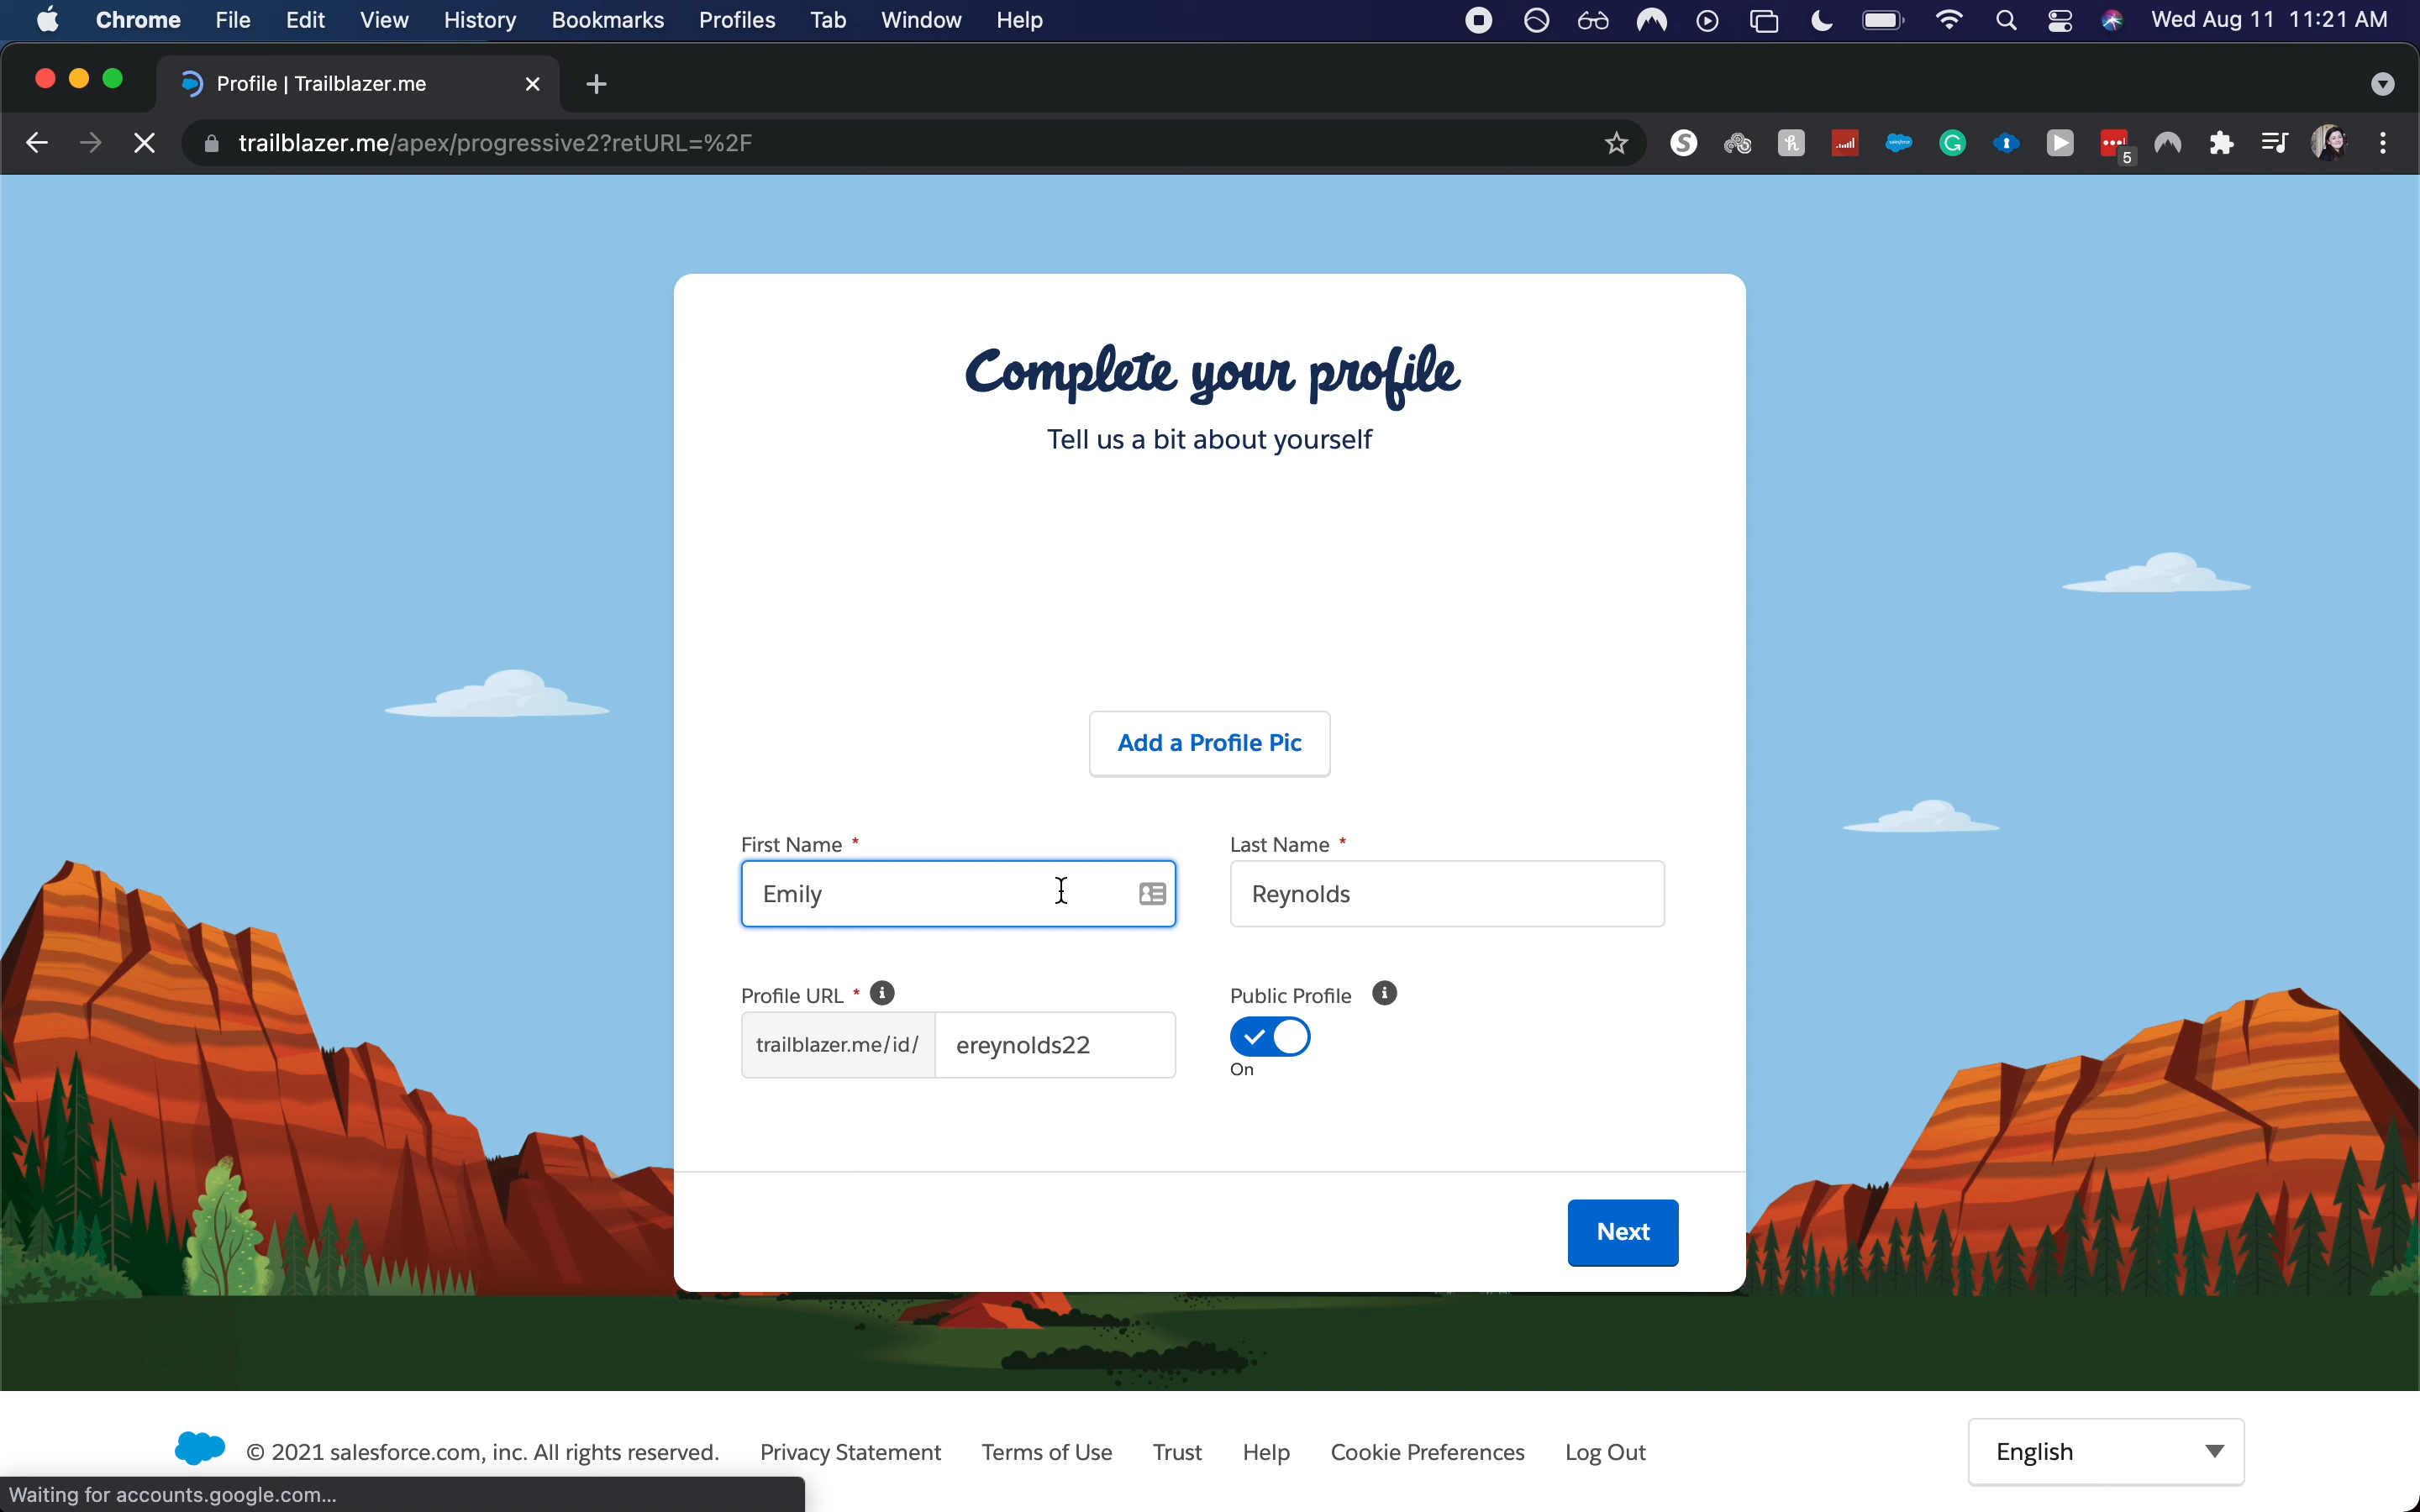 Chrome File Edit View History Bookmarks Profiles Tab Window Help Wed Aug 11 11:21 AM
Profile | Trailblazer.me
trailblazer.me/apex/progressive2?retURL=%2F
5
Complete your profile
Tell us a bit about yourself
Add a Profile Pic
First Name * Last Name *
Emily Reynolds
Profile URL * Public Profile
trailblazer.me/id/ ereynolds22
On
Next
© 2021 salesforce.com, inc. All rights reserved. Privacy Statement Terms of Use Trust Help Cookie Preferences Log Out English
Waiting for accounts.google.com...